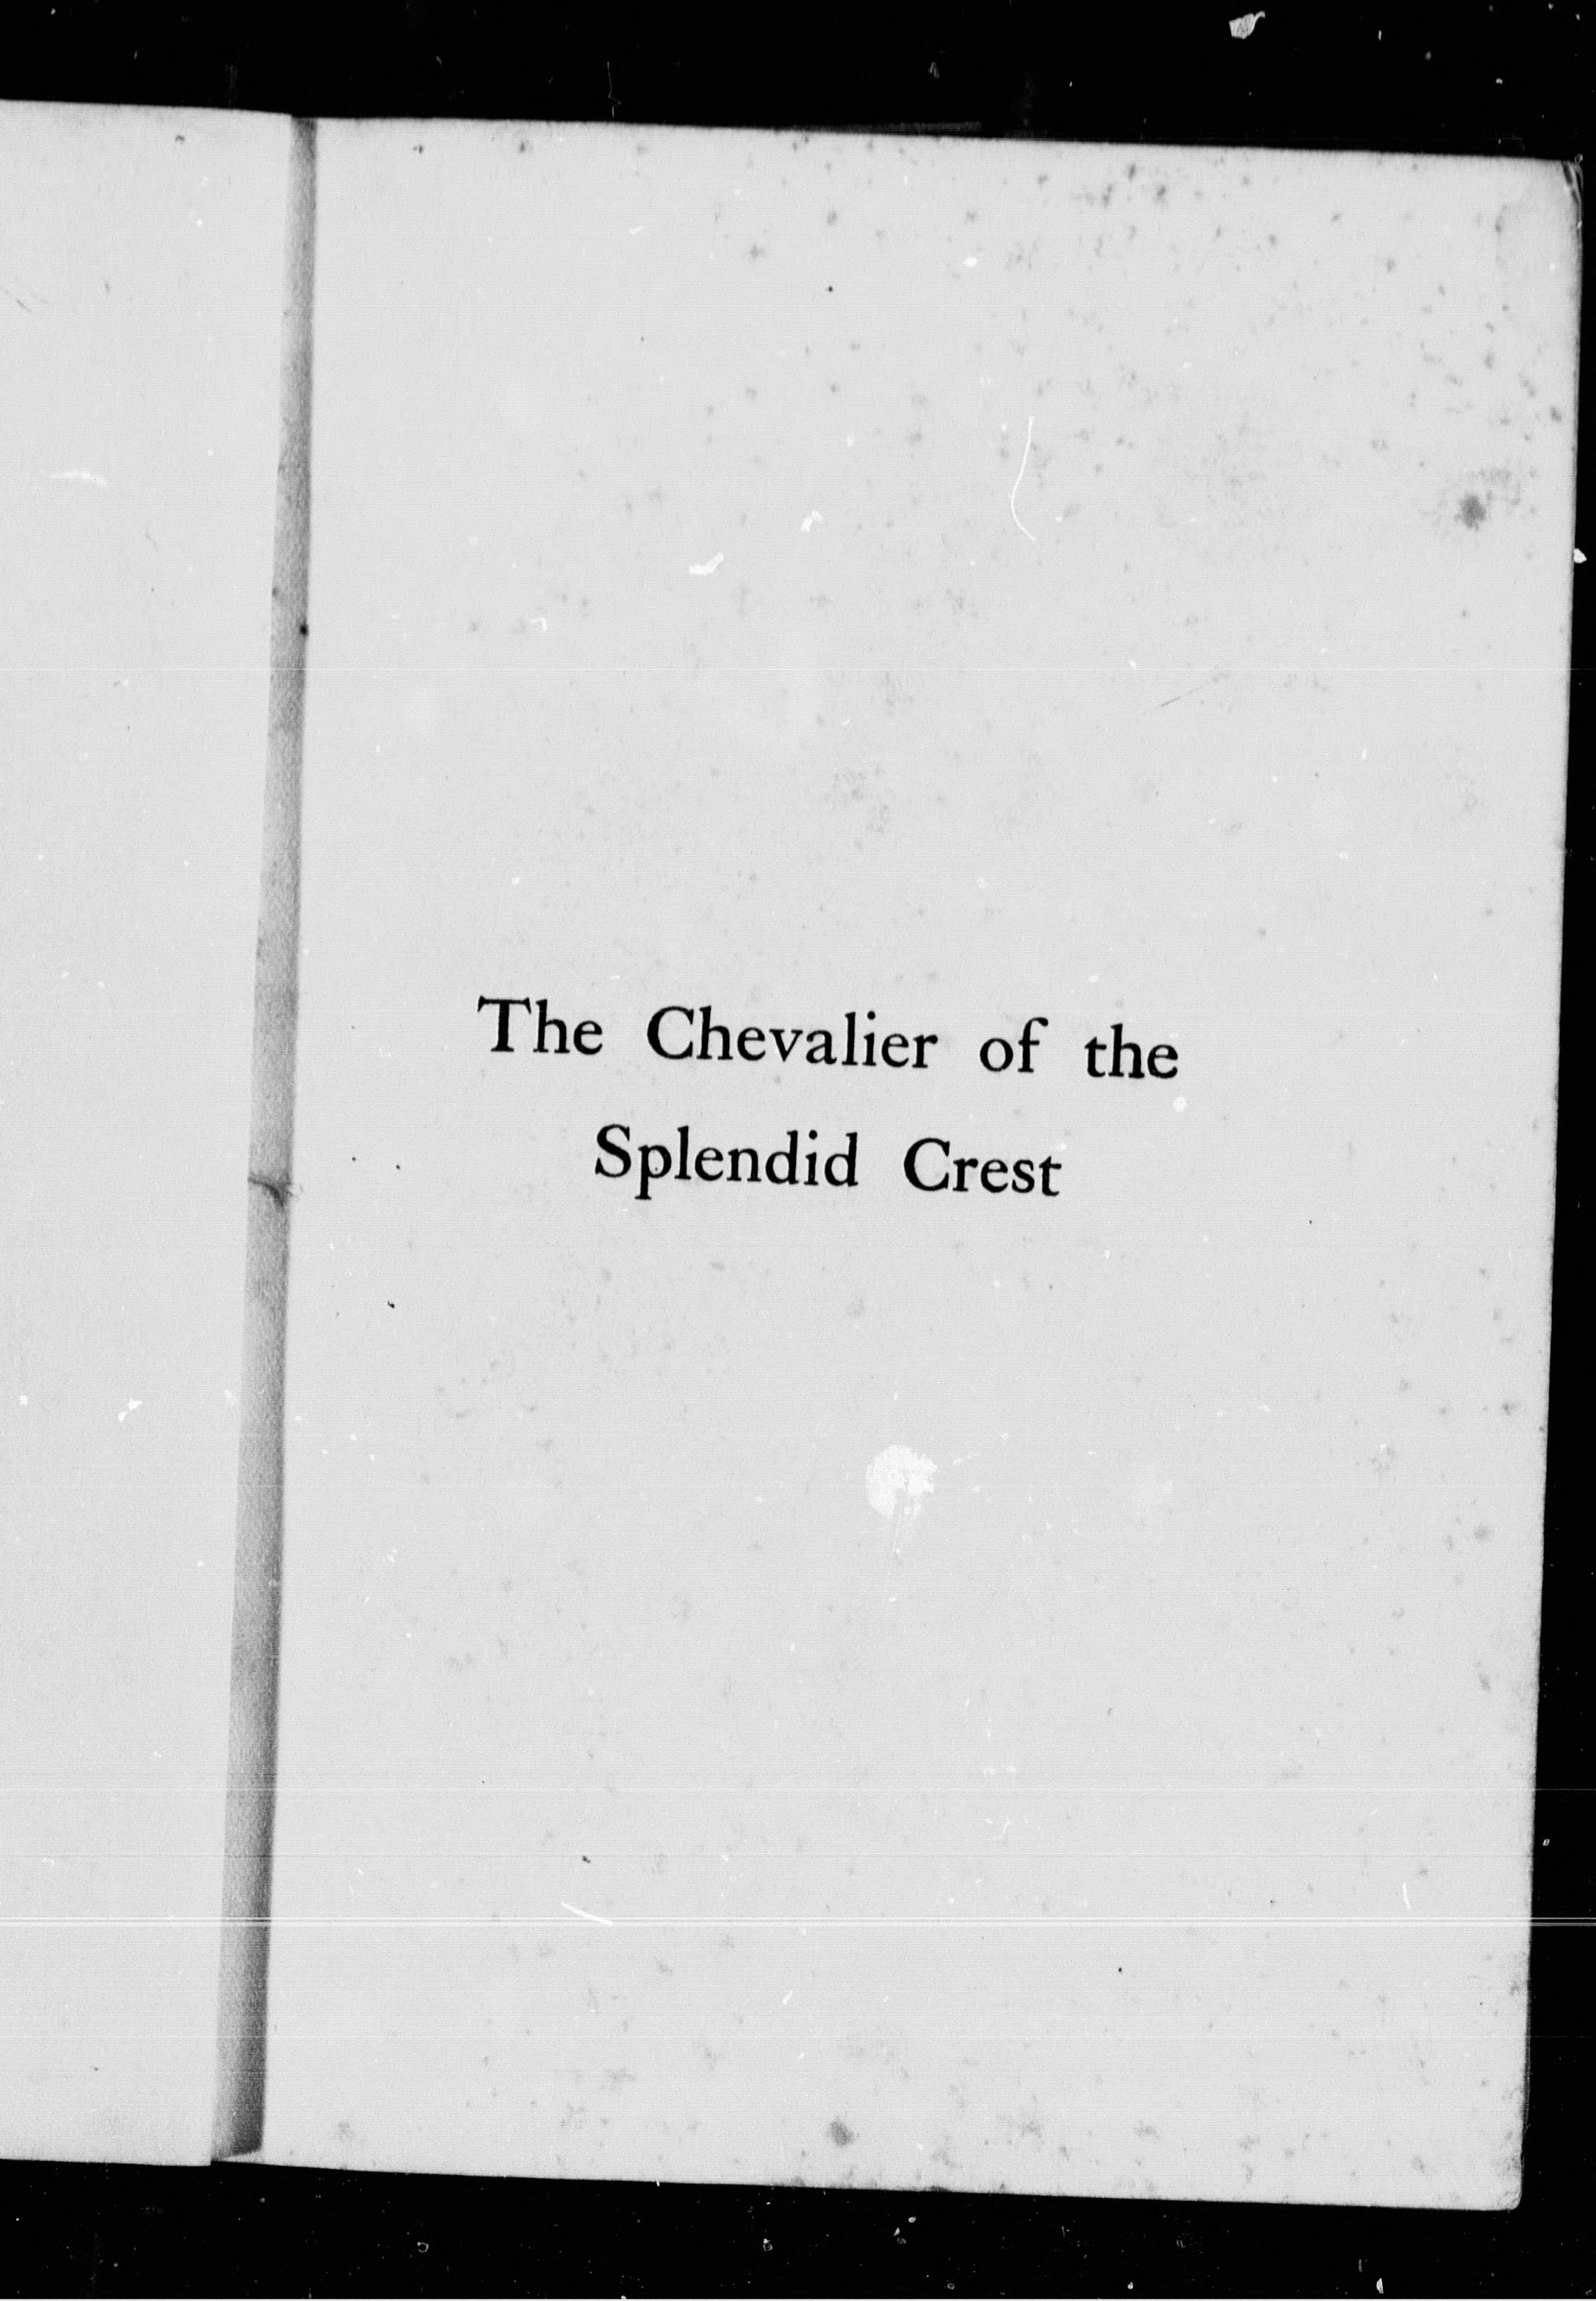 The Chevalier of the
Splendid Crest